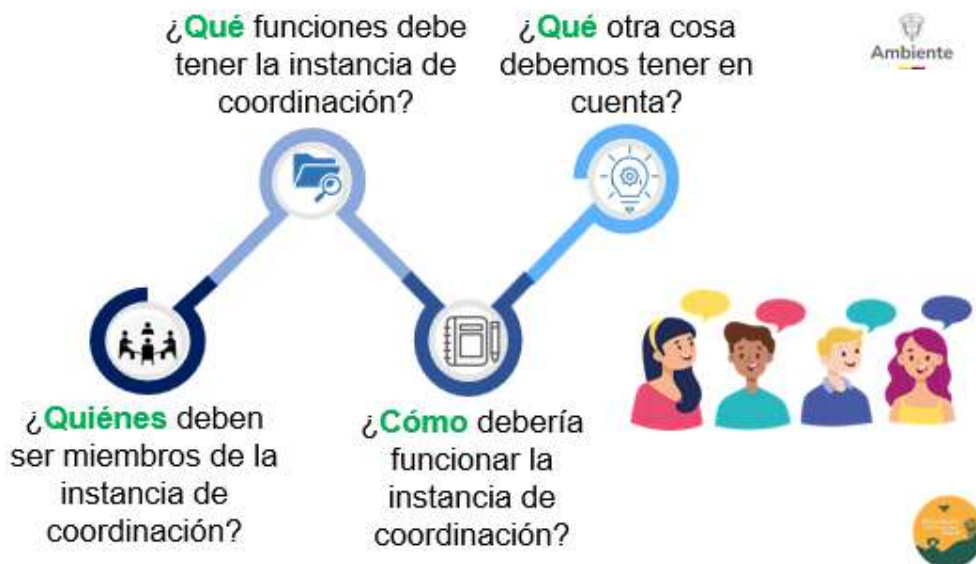 ¿Qué funciones debe
tener la instancia de
coordinación?
¿Qué otra cosa
debemos tener en
cuenta?
Ambiente
¿Quiénes deben
ser miembros de la
instancia de
coordinación?
¿Cómo debería
funcionar la
instancia de
coordinación?